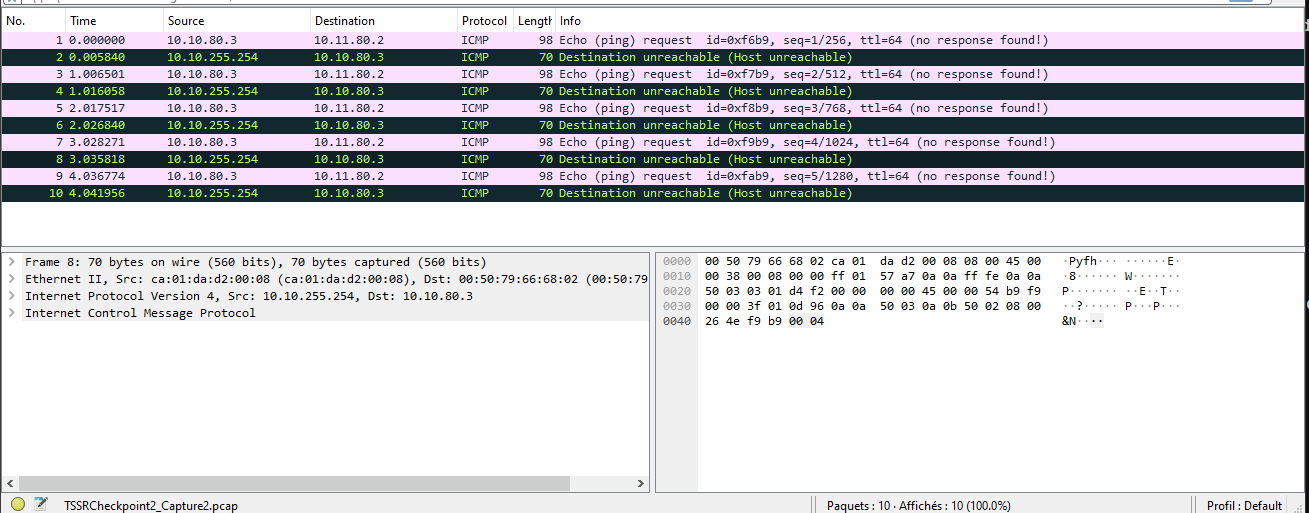 No. Time Source Destination Protocol Length Info
1 0.000000 10.10.80.3 10.11.80.2 ICMP 98 Echo (ping) request id=0xf6b9, seq=1/256, ttl=64 (no response found!)
2 0.005840 10.10.255.254 10.10.80.3 ICMP 70 Destination unreachable (Host unreachable)
3 1.006501 10.10.80.3 10.11.80.2 ICMP 98 Echo (ping) request id=0xf7b9, seq=2/512, ttl=64 (no response found!)
4 1.016058 10.10.255.254 10.10.80.3 ICMP 70 Destination unreachable (Host unreachable)
5 2.017517 10.10.80.3 10.11.80.2 ICMP 98 Echo (ping) request id=0xf8b9, seq=3/768, ttl=64 (no response found!)
6 2.026840 10.10.255.254 10.10.80.3 ICMP 70 Destination unreachable (Host unreachable)
7 3.028271 10.10.80.3 10.11.80.2 ICMP 98 Echo (ping) request id=0xf9b9, seq=4/1024, ttl=64 (no response found!)
8 3.035818 10.10.255.254 10.10.80.3 ICMP 70 Destination unreachable (Host unreachable)
9 4.036774 10.10.80.3 10.11.80.2 ICMP 98 Echo (ping) request id=0xfab9, seq=5/1280, ttl=64 (no response found!)
10 4.041956 10.10.255.254 10.10.80.3 ICMP 70 Destination unreachable (Host unreachable)
Frame 8: 70 bytes on wire (560 bits), 70 bytes captured (560 bits)
Ethernet II, Src: ca:01:da:d2:00:08 (ca:01:da:d2:00:08), Dst: 00:50:79:66:68:02 (00:50:79
Internet Protocol Version 4, Src: 10.10.255.254, Dst: 10.10.80.3
Internet Control Message Protocol
0000 00 50 79 66 68 02 ca 01 da d2 00 08 08 00 45 00 ·Pyfh··· ······E·
0010 00 38 00 08 00 00 ff 01 57 a7 0a 0a ff fe 0a 0a ·8······ W·······
0020 50 03 03 01 d4 f2 00 00 00 00 45 00 00 54 b9 f9 P······· ··E··T··
0030 00 00 3f 01 0d 96 0a 0a 50 03 0a 0b 50 02 08 00 ··?····· P···P···
0040 26 4e f9 b9 00 04 &N····
TSSRCheckpoint2_Capture2.pcap
Paquets : 10 · Affichés : 10 (100.0%)
Profil : Default